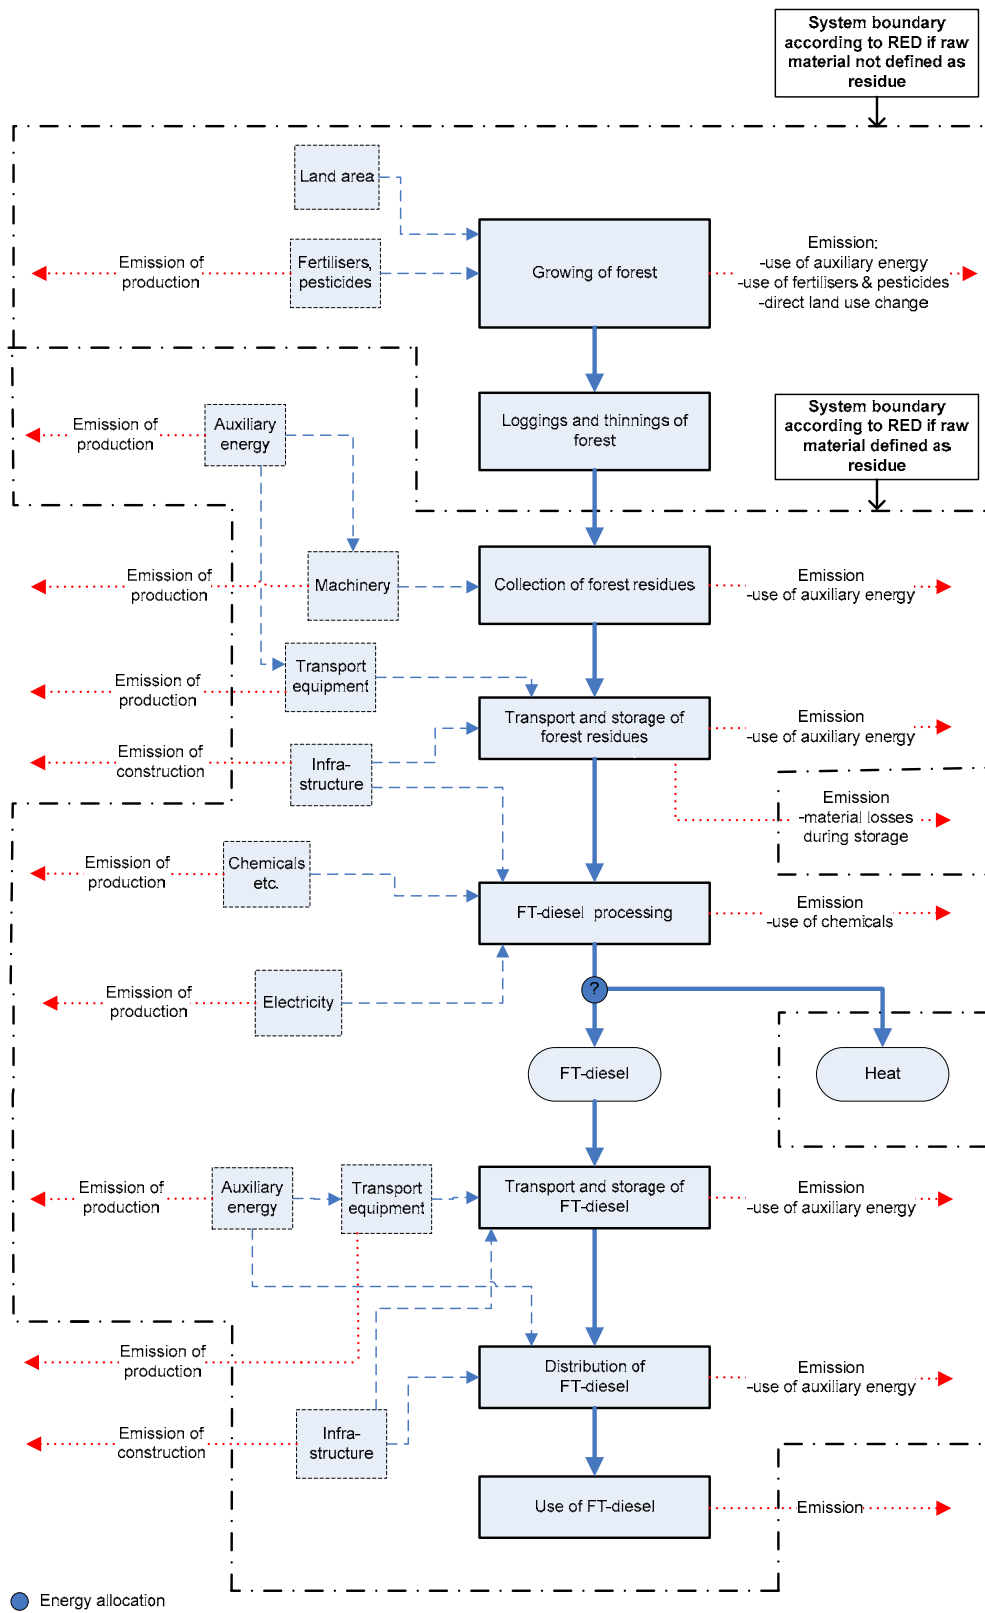 System boundary
according to RED if raw
material not defined as
residue
Land area
Emission of
production
Fertilisers,
pesticides
Growing of forest
Emission:
-use of auxiliary energy
-use of fertilisers & pesticides
-direct land use change
Emission of
production
Auxiliary
energy
Loggings and thinnings of
forest
System boundary
according to RED if raw
material defined as
residue
Emission of
production
Machinery
Collection of forest residues
Emission
-use of auxiliary energy
Emission of
production
Transport
equipment
Transport and storage of
forest residues
Emission
-use of auxiliary energy
Emission of
construction
Infra-
structure
Emission
-material losses
during storage
Emission of
production
Chemicals
etc.
FT-diesel processing
Emission
-use of chemicals
Emission of
production
Electricity
?
FT-diesel
Heat
Emission of
production
Auxiliary
energy
Transport
equipment
Transport and storage of
FT-diesel
Emission
-use of auxiliary energy
Emission of
production
Distribution of
FT-diesel
Emission
-use of auxiliary energy
Emission of
construction
Infra-
structure
Use of FT-diesel
Emission
Energy allocation